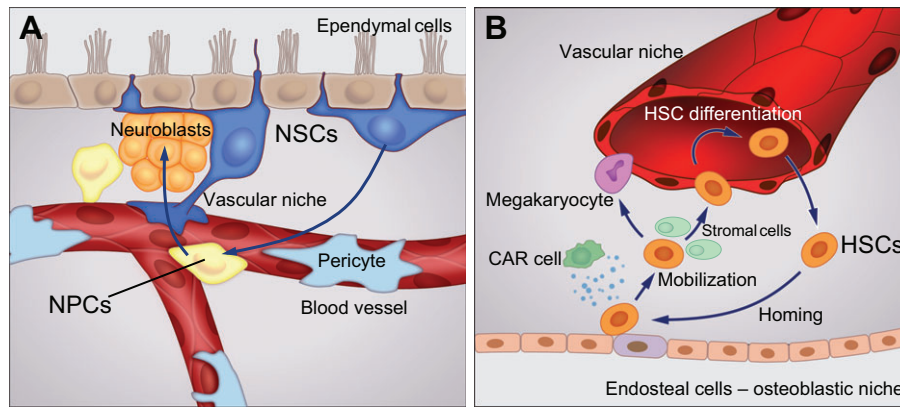 A
Ependymal cells
Neuroblasts
NSCs
Vascular niche
Pericyte
NPCs
Blood vessel
B
Vascular niche
HSC differentiation
Megakaryocyte
Stromal cells
CAR cell
HSCs
Mobilization
Homing
Endosteal cells – osteoblastic niche